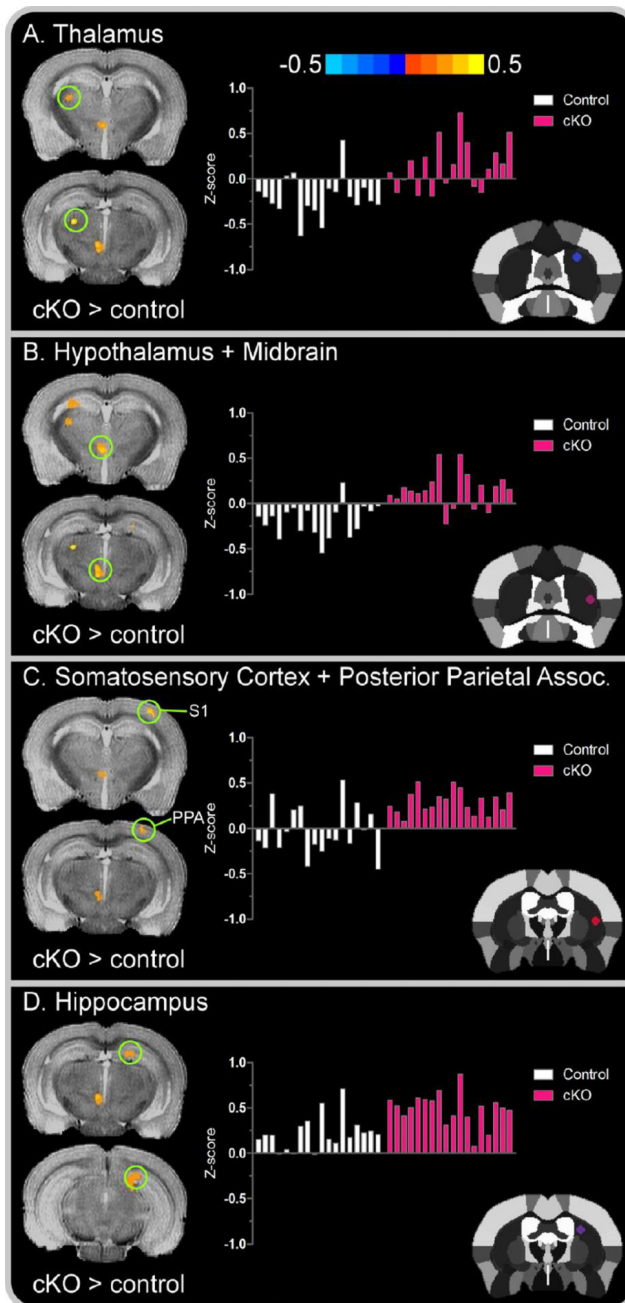 A. Thalamus
-0.5 0.5
1.0
0.5
0.0
-0.5
-1.0
Z-score
Control
cKO
cKO > control
B. Hypothalamus + Midbrain
1.0
0.5
0.0
-0.5
-1.0
Z-score
Control
cKO
cKO > control
C. Somatosensory Cortex + Posterior Parietal Assoc.
S1
PPA
1.0
0.5
0.0
-0.5
-1.0
Z-score
Control
cKO
cKO > control
D. Hippocampus
1.0
0.5
0.0
-0.5
-1.0
Z-score
Control
cKO
cKO > control